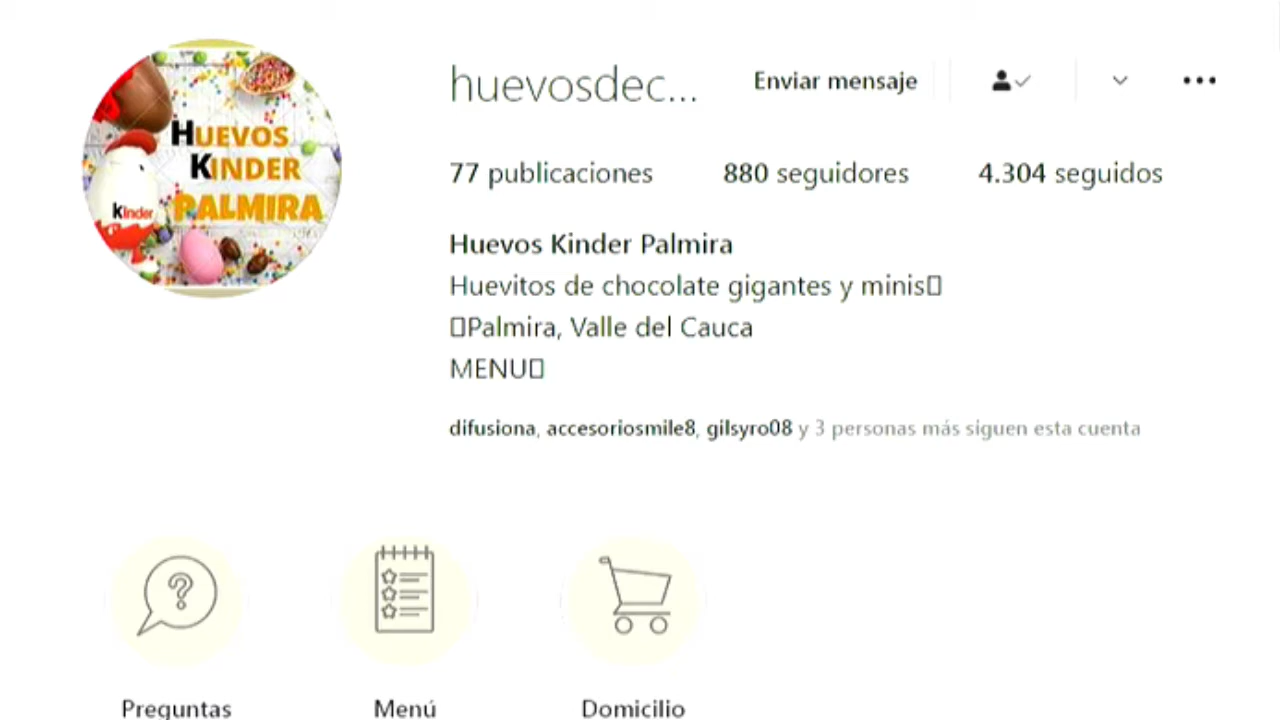 HUEVOS
KINDER
PALMIRA
kinder
huevosdec...
Enviar mensaje
77 publicaciones
880 seguidores
4.304 seguidos
Huevos Kinder Palmira
Huevitos de chocolate gigantes y minis
Palmira, Valle del Cauca
MENU
difusiona, accesoriosmile8, gilsyro08 y 3 personas más siguen esta cuenta
Preguntas
Menú
Domicilio